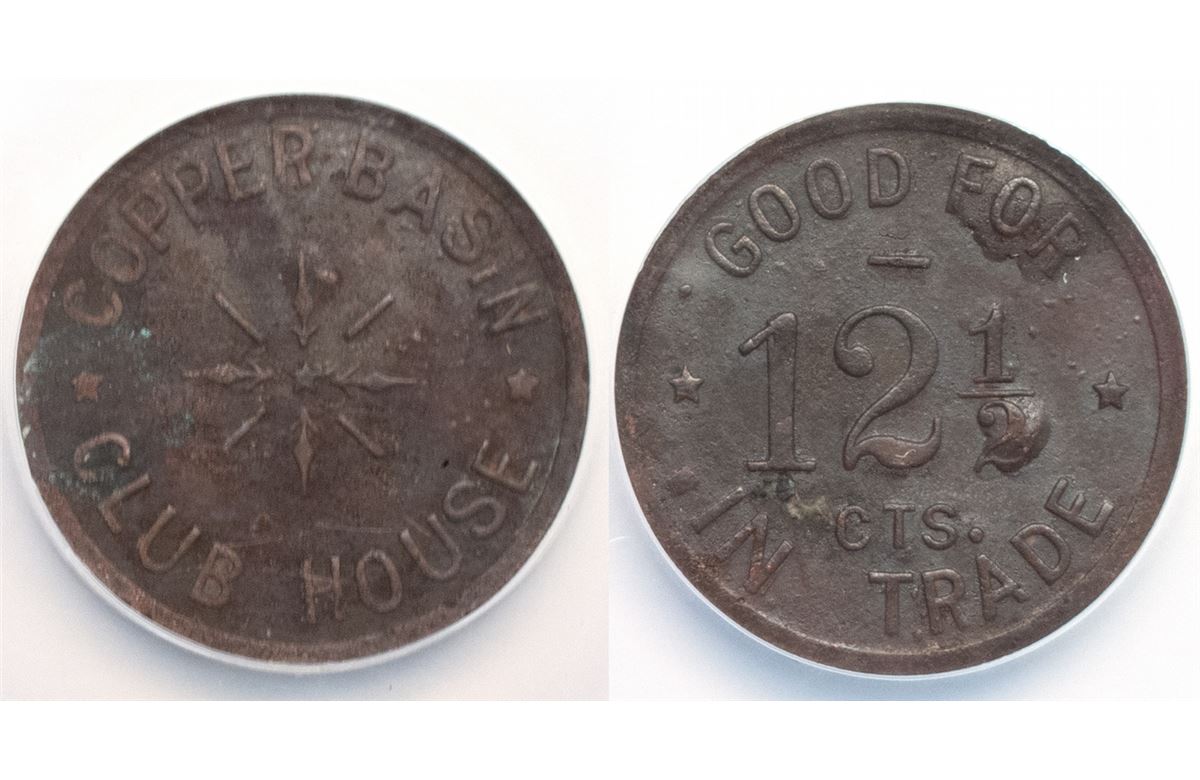 COPPER BASIN
CLUB HOUSE
GOOD FOR
12 1/2
CTS.
IN TRADE